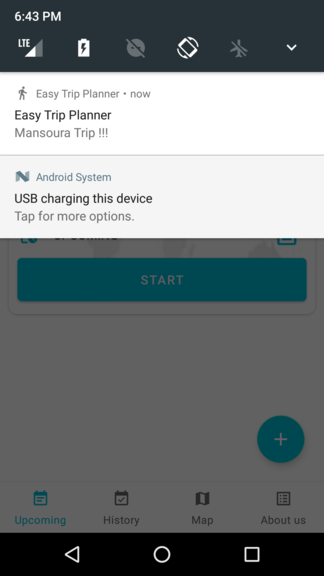 6:43 PM
LTE
Easy Trip Planner • now
Easy Trip Planner
Mansoura Trip !!!
Android System
USB charging this device
Tap for more options.
START
Upcoming
History
Map
About us